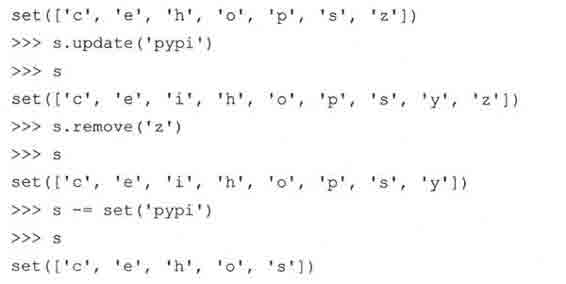 set(['c', 'e', 'h', 'o', 'p', 's', 'z'])
>>> s.update('pypi')
>>> s
set(['c', 'e', 'i', 'h', 'o', 'p', 's', 'y', 'z'])
>>> s.remove('z')
>>> s
set(['c', 'e', 'i', 'h', 'o', 'p', 's', 'y'])
>>> s -= set('pypi')
>>> s
set(['c', 'e', 'h', 'o', 's'])